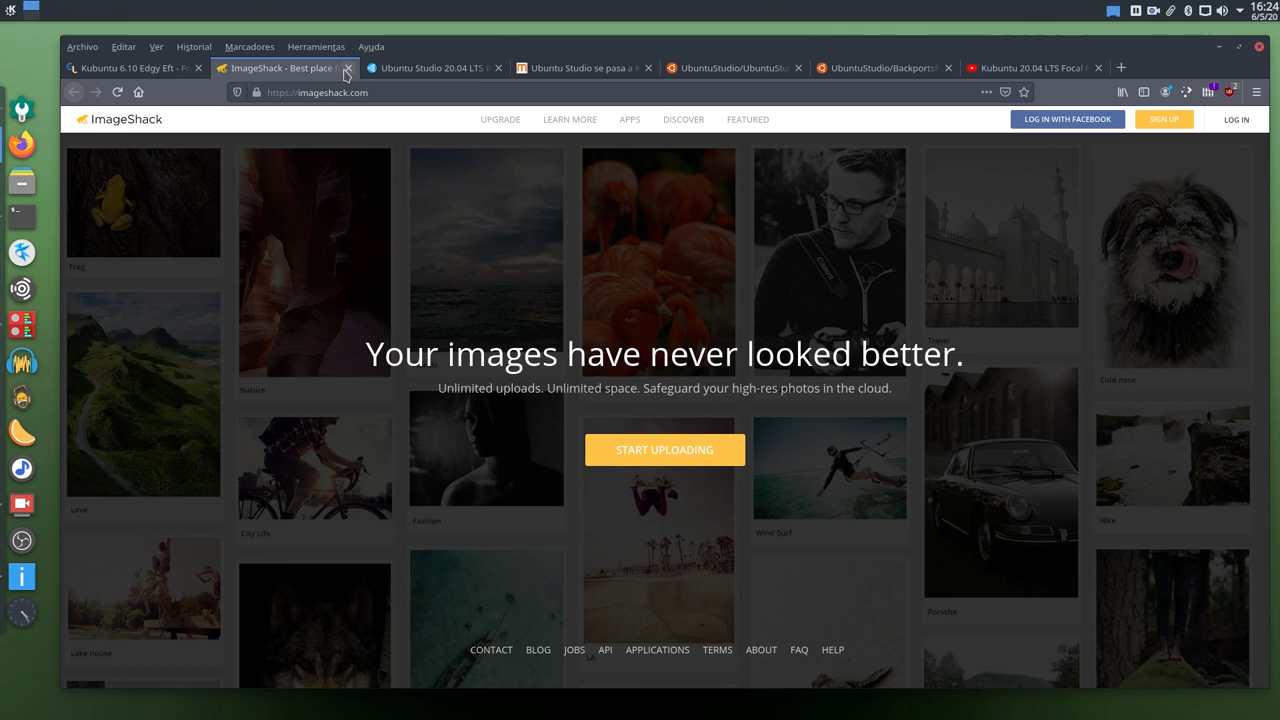 16:24
6/5/20
Archivo Editar Ver Historial Marcadores Herramientas Ayuda
Kubuntu 6.10 Edgy Eft - Fo
ImageShack - Best place
Ubuntu Studio 20.04 LTS F
Ubuntu Studio se pasa a K
UbuntuStudio/UbuntuStu
UbuntuStudio/BackportsP
Kubuntu 20.04 LTS Focal F
https://imageshack.com
ImageShack
UPGRADE LEARN MORE APPS DISCOVER FEATURED
LOG IN WITH FACEBOOK SIGN UP LOG IN
Frog
Canon
Travel
Cold nose
Nature
Your images have never looked better.
Unlimited uploads. Unlimited space. Safeguard your high-res photos in the cloud.
START UPLOADING
Love
City Life
Fashion
Wind Surf
Hike
Porsche
Lake house
LA
CONTACT BLOG JOBS API APPLICATIONS TERMS ABOUT FAQ HELP